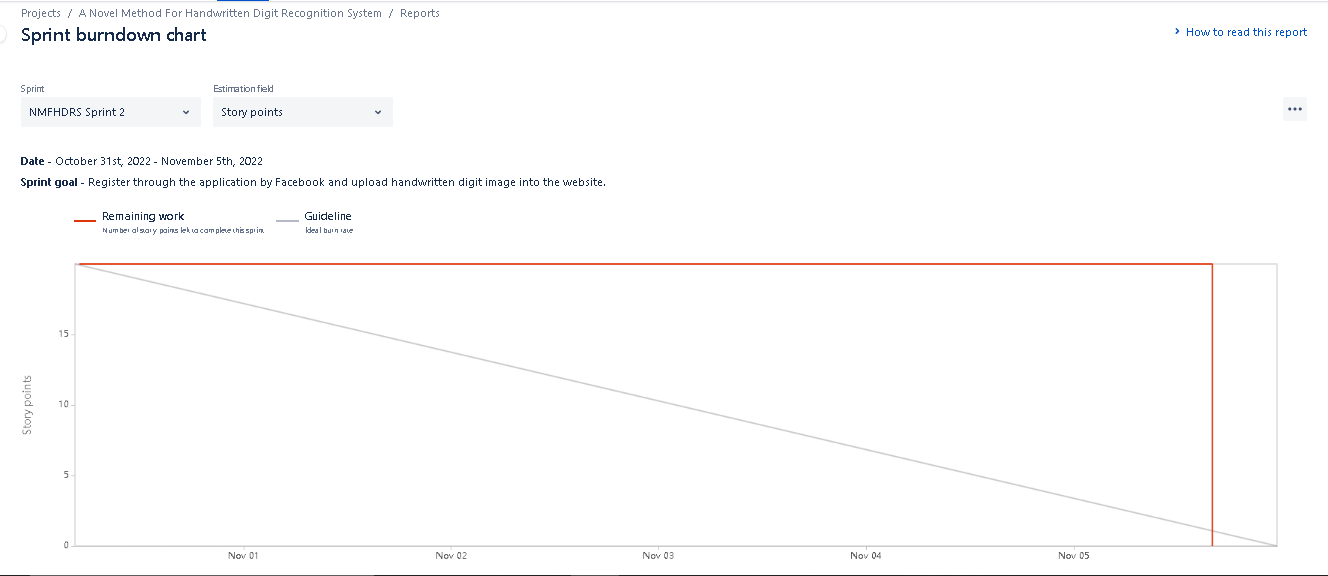 Projects / A Novel Method For Handwritten Digit Recognition System / Reports
Sprint burndown chart
How to read this report
Sprint
Estimation field
NMFHDRS Sprint 2
Story points
Date - October 31st, 2022 - November 5th, 2022
Sprint goal - Register through the application by Facebook and upload handwritten digit image into the website.
Remaining work
Guideline
Number of story points left to complete this sprint
Ideal burn rate
15
10
5
0
Story points
Nov 01
Nov 02
Nov 03
Nov 04
Nov 05